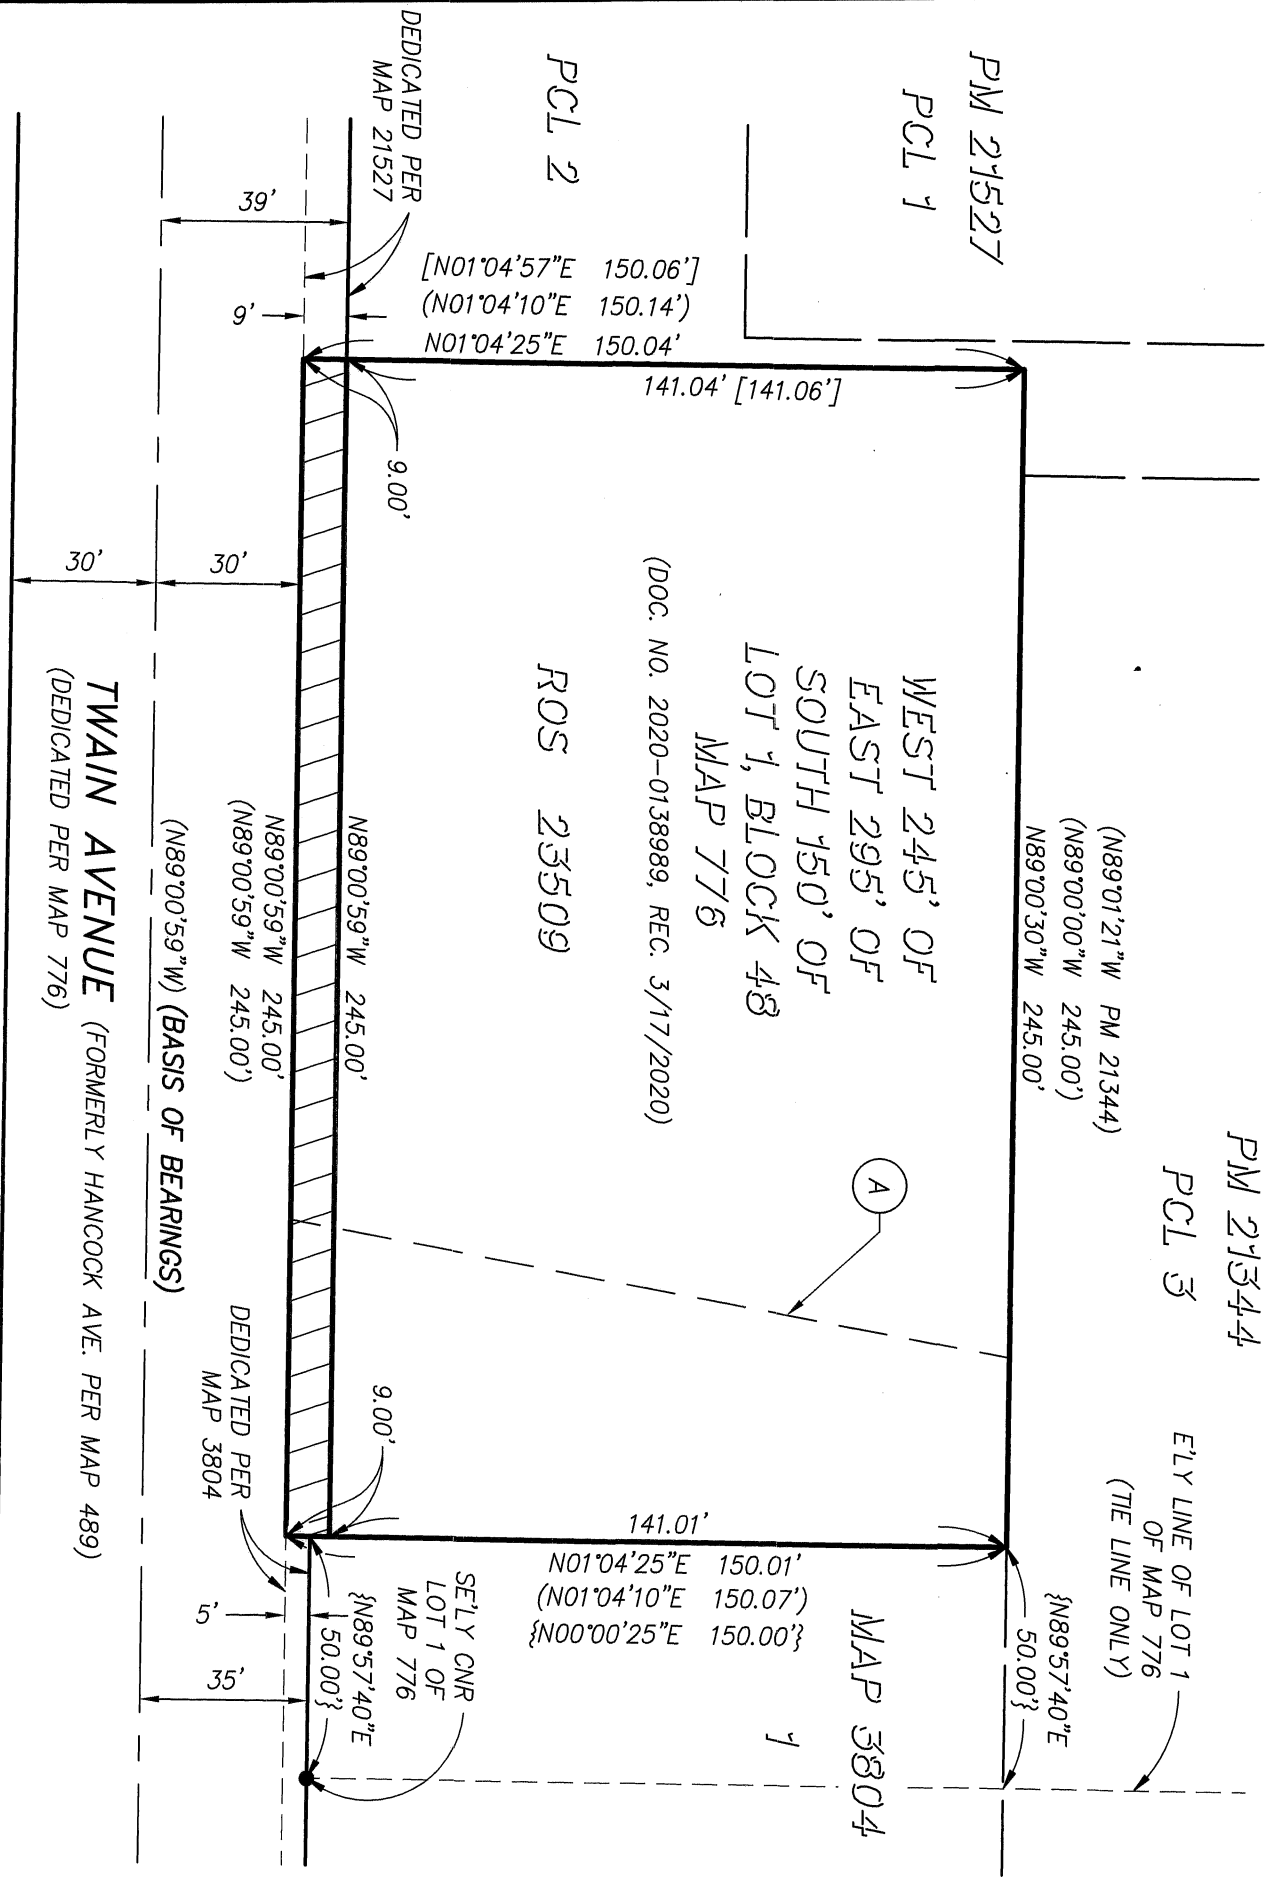 PM 21527
PCL 1
PCL 2
DEDICATED PER
MAP 21527
39'
9'
[N01°04'57"E 150.06']
(N01°04'10"E 150.14')
N01°04'25"E 150.04'
141.04' [141.06']
9.00'
30'
30'
PM 21344
PCL 3
(N89°01'21"W PM 21344)
(N89°00'00"W 245.00')
N89°00'30"W 245.00'
WEST 245' OF
EAST 295' OF
SOUTH 150' OF
LOT 1, BLOCK 48
MAP 776
(DOC. NO. 2020-0138989, REC. 3/17/2020)
ROS 23509
A
N89°00'59"W 245.00'
N89°00'59"W 245.00'
(N89°00'59"W 245.00')
(N89°00'59"W) (BASIS OF BEARINGS)
TWAIN AVENUE (FORMERLY HANCOCK AVE. PER MAP 489)
(DEDICATED PER MAP 776)
E'LY LINE OF LOT 1
OF MAP 776
(TIE LINE ONLY)
{N89°57'40"E
50.00'}
MAP 3804
1
141.01'
N01°04'25"E 150.01'
(N01°04'10"E 150.07')
{N00°00'25"E 150.00'}
9.00'
SE'LY CNR
LOT 1 OF
MAP 776
{N89°57'40"E
50.00'}
DEDICATED PER
MAP 3804
5'
35'